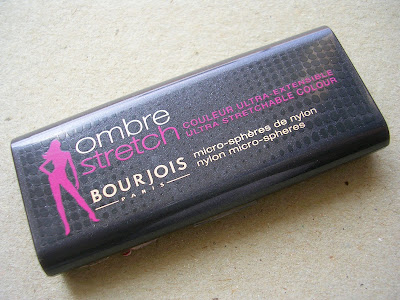 ombre
stretch
COULEUR ULTRA-EXTENSIBLE
ULTRA STRETCHABLE COLOUR
BOURJOIS
PARIS
micro-sphères de nylon
nylon micro-spheres